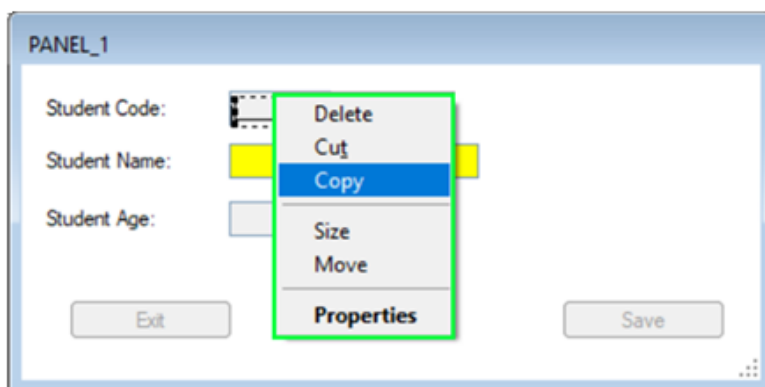 PANEL_1
Student Code:
Delete
Cut
Student Name:
Copy
Student Age:
Size
Move
Exit
Properties
Save